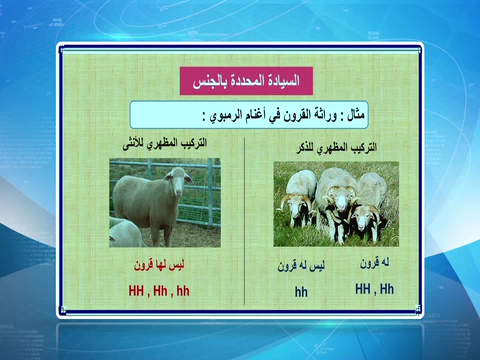 السيادة المحددة بالجنس
مثال : وراثة القرون في أغنام الرمبوي :
التركيب المظهري للذكر
له قرون
HH , Hh
ليس له قرون
hh
التركيب المظهري للأنثى
ليس لها قرون
HH , Hh , hh